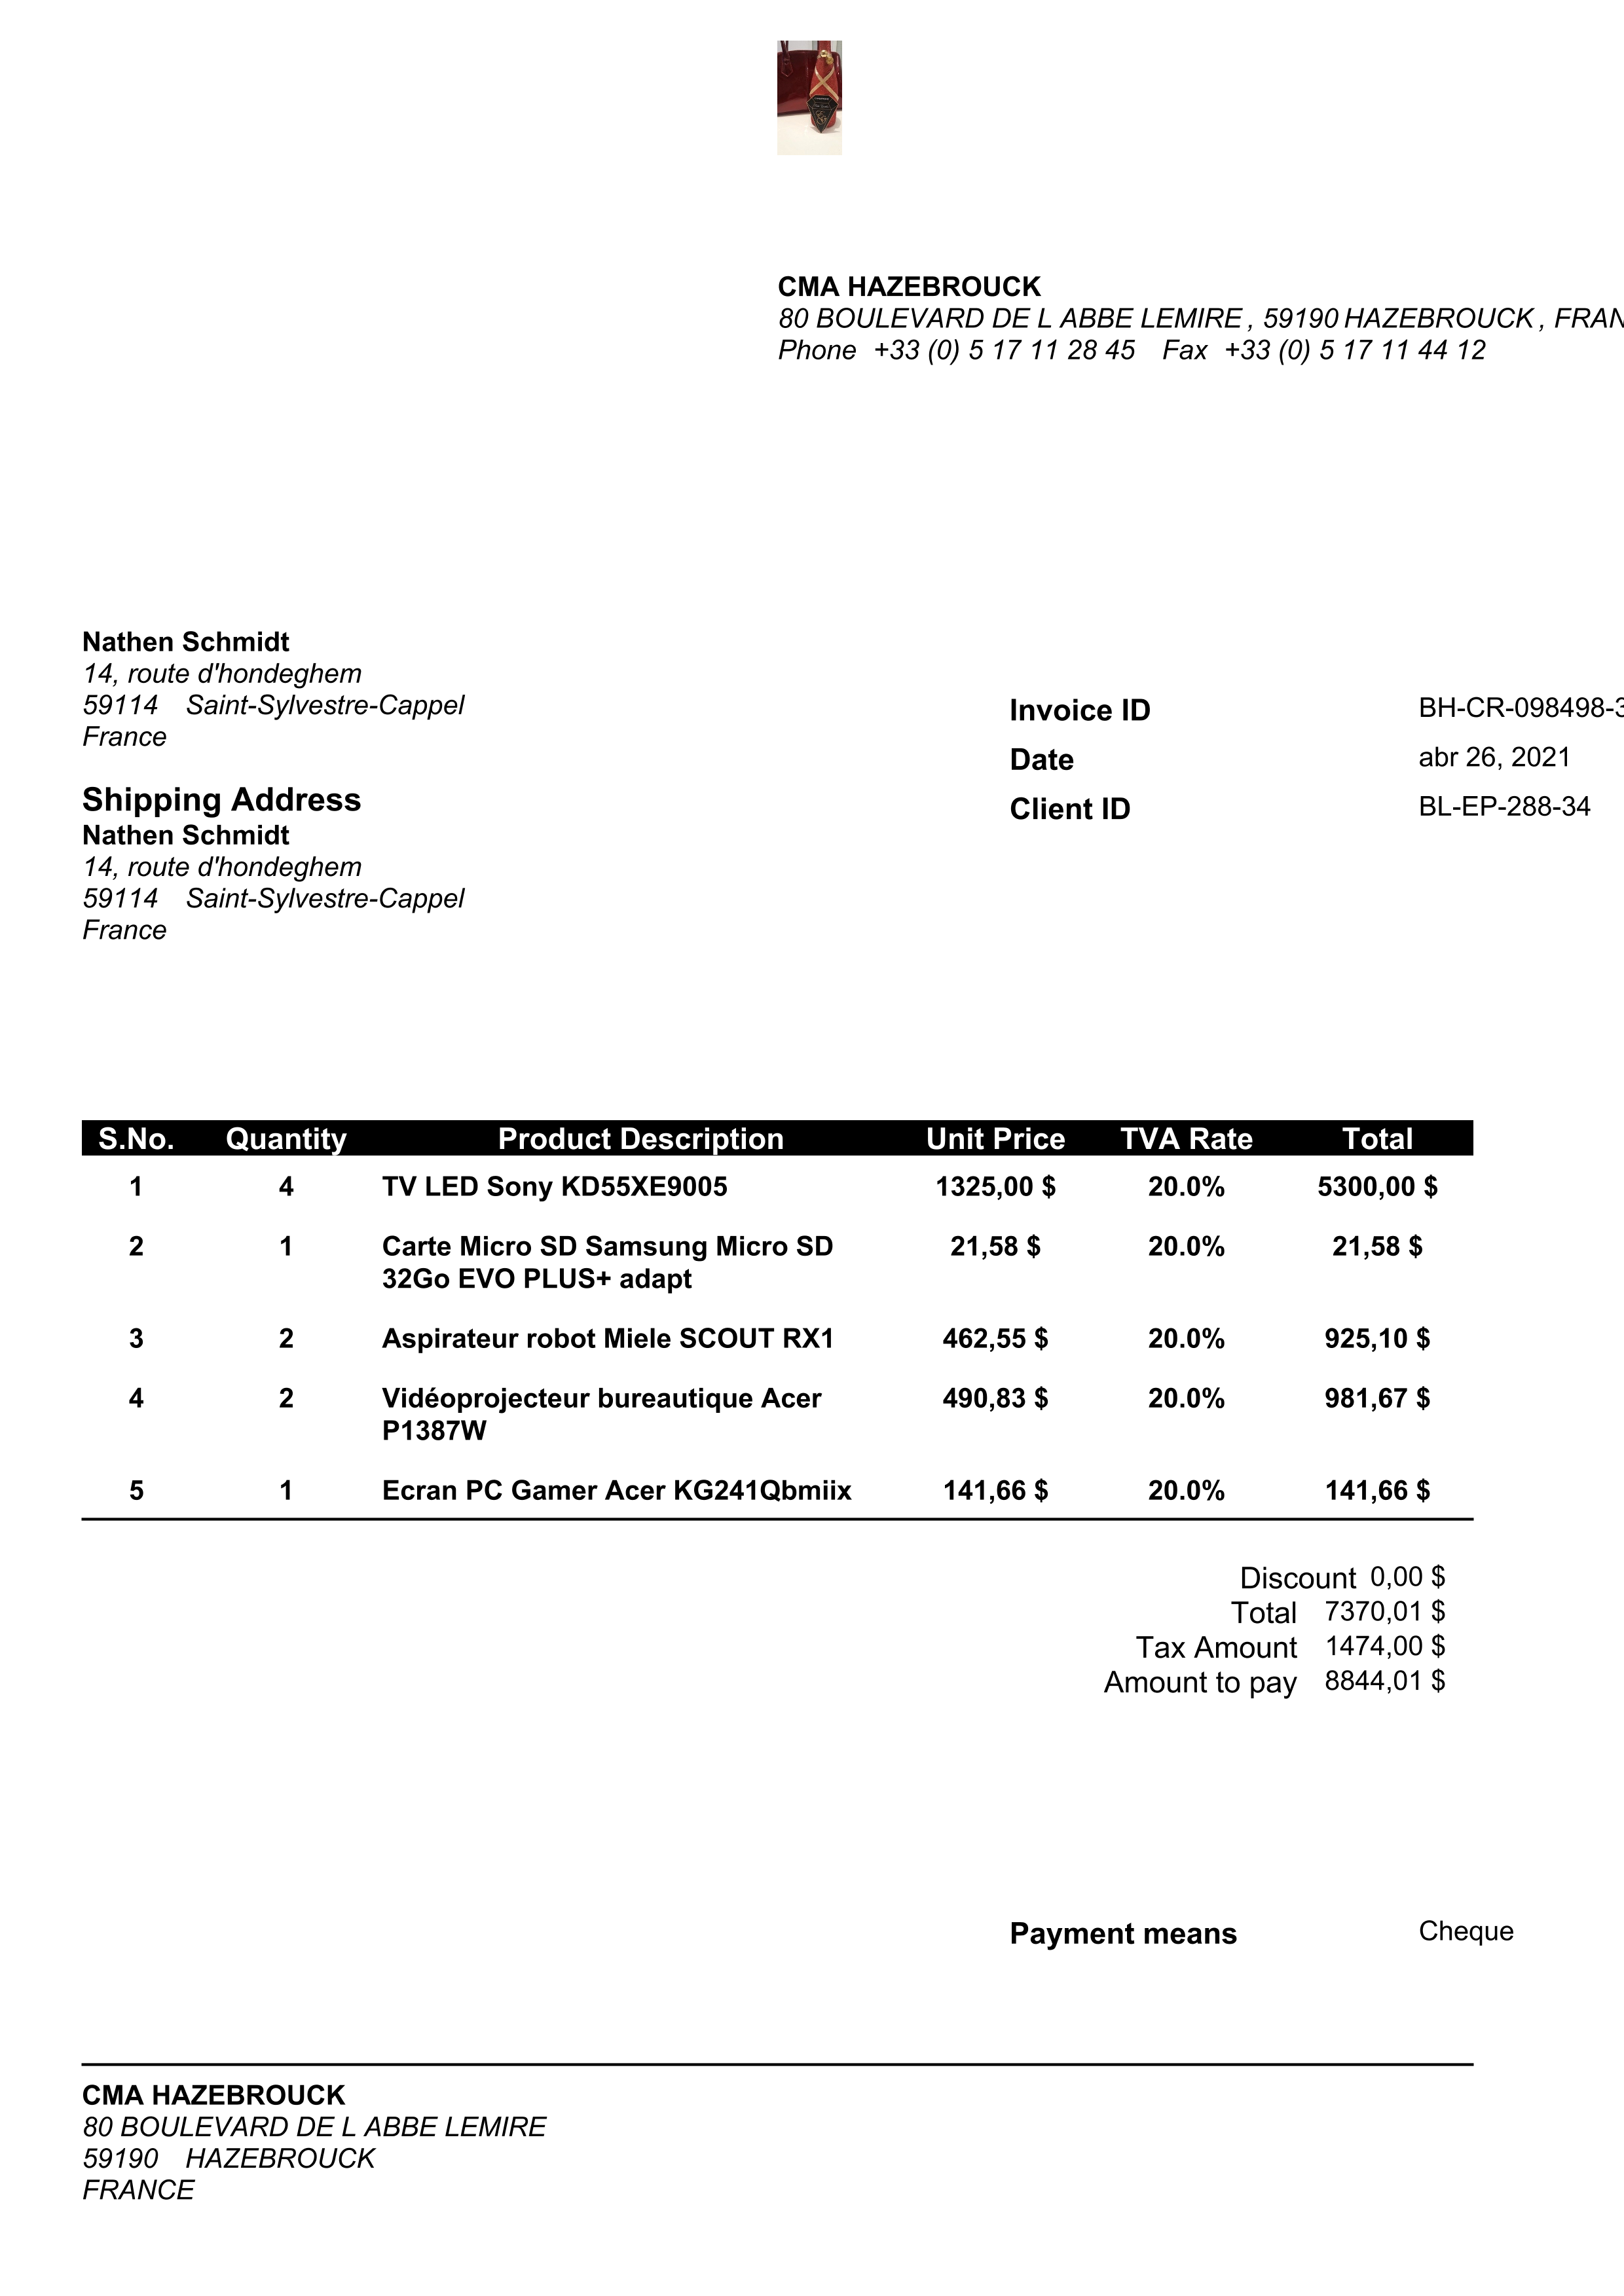 CMA HAZEBROUCK
80 BOULEVARD DE L ABBE LEMIRE , 59190 HAZEBROUCK , FRAN
Phone +33 (0) 5 17 11 28 45 Fax +33 (0) 5 17 11 44 12
Nathen Schmidt
14, route d'hondeghem
59114 Saint-Sylvestre-Cappel
France
Shipping Address
Nathen Schmidt
14, route d'hondeghem
59114 Saint-Sylvestre-Cappel
France
Invoice ID BH-CR-098498-3
Date abr 26, 2021
Client ID BL-EP-288-34
S.No. Quantity Product Description Unit Price TVA Rate Total
1 4 TV LED Sony KD55XE9005 1325,00 $ 20.0% 5300,00 $
2 1 Carte Micro SD Samsung Micro SD 21,58 $ 20.0% 21,58 $
32Go EVO PLUS+ adapt
3 2 Aspirateur robot Miele SCOUT RX1 462,55 $ 20.0% 925,10 $
4 2 Vidéoprojecteur bureautique Acer 490,83 $ 20.0% 981,67 $
P1387W
5 1 Ecran PC Gamer Acer KG241Qbmiix 141,66 $ 20.0% 141,66 $
Discount 0,00 $
Total 7370,01 $
Tax Amount 1474,00 $
Amount to pay 8844,01 $
Payment means Cheque
CMA HAZEBROUCK
80 BOULEVARD DE L ABBE LEMIRE
59190 HAZEBROUCK
FRANCE